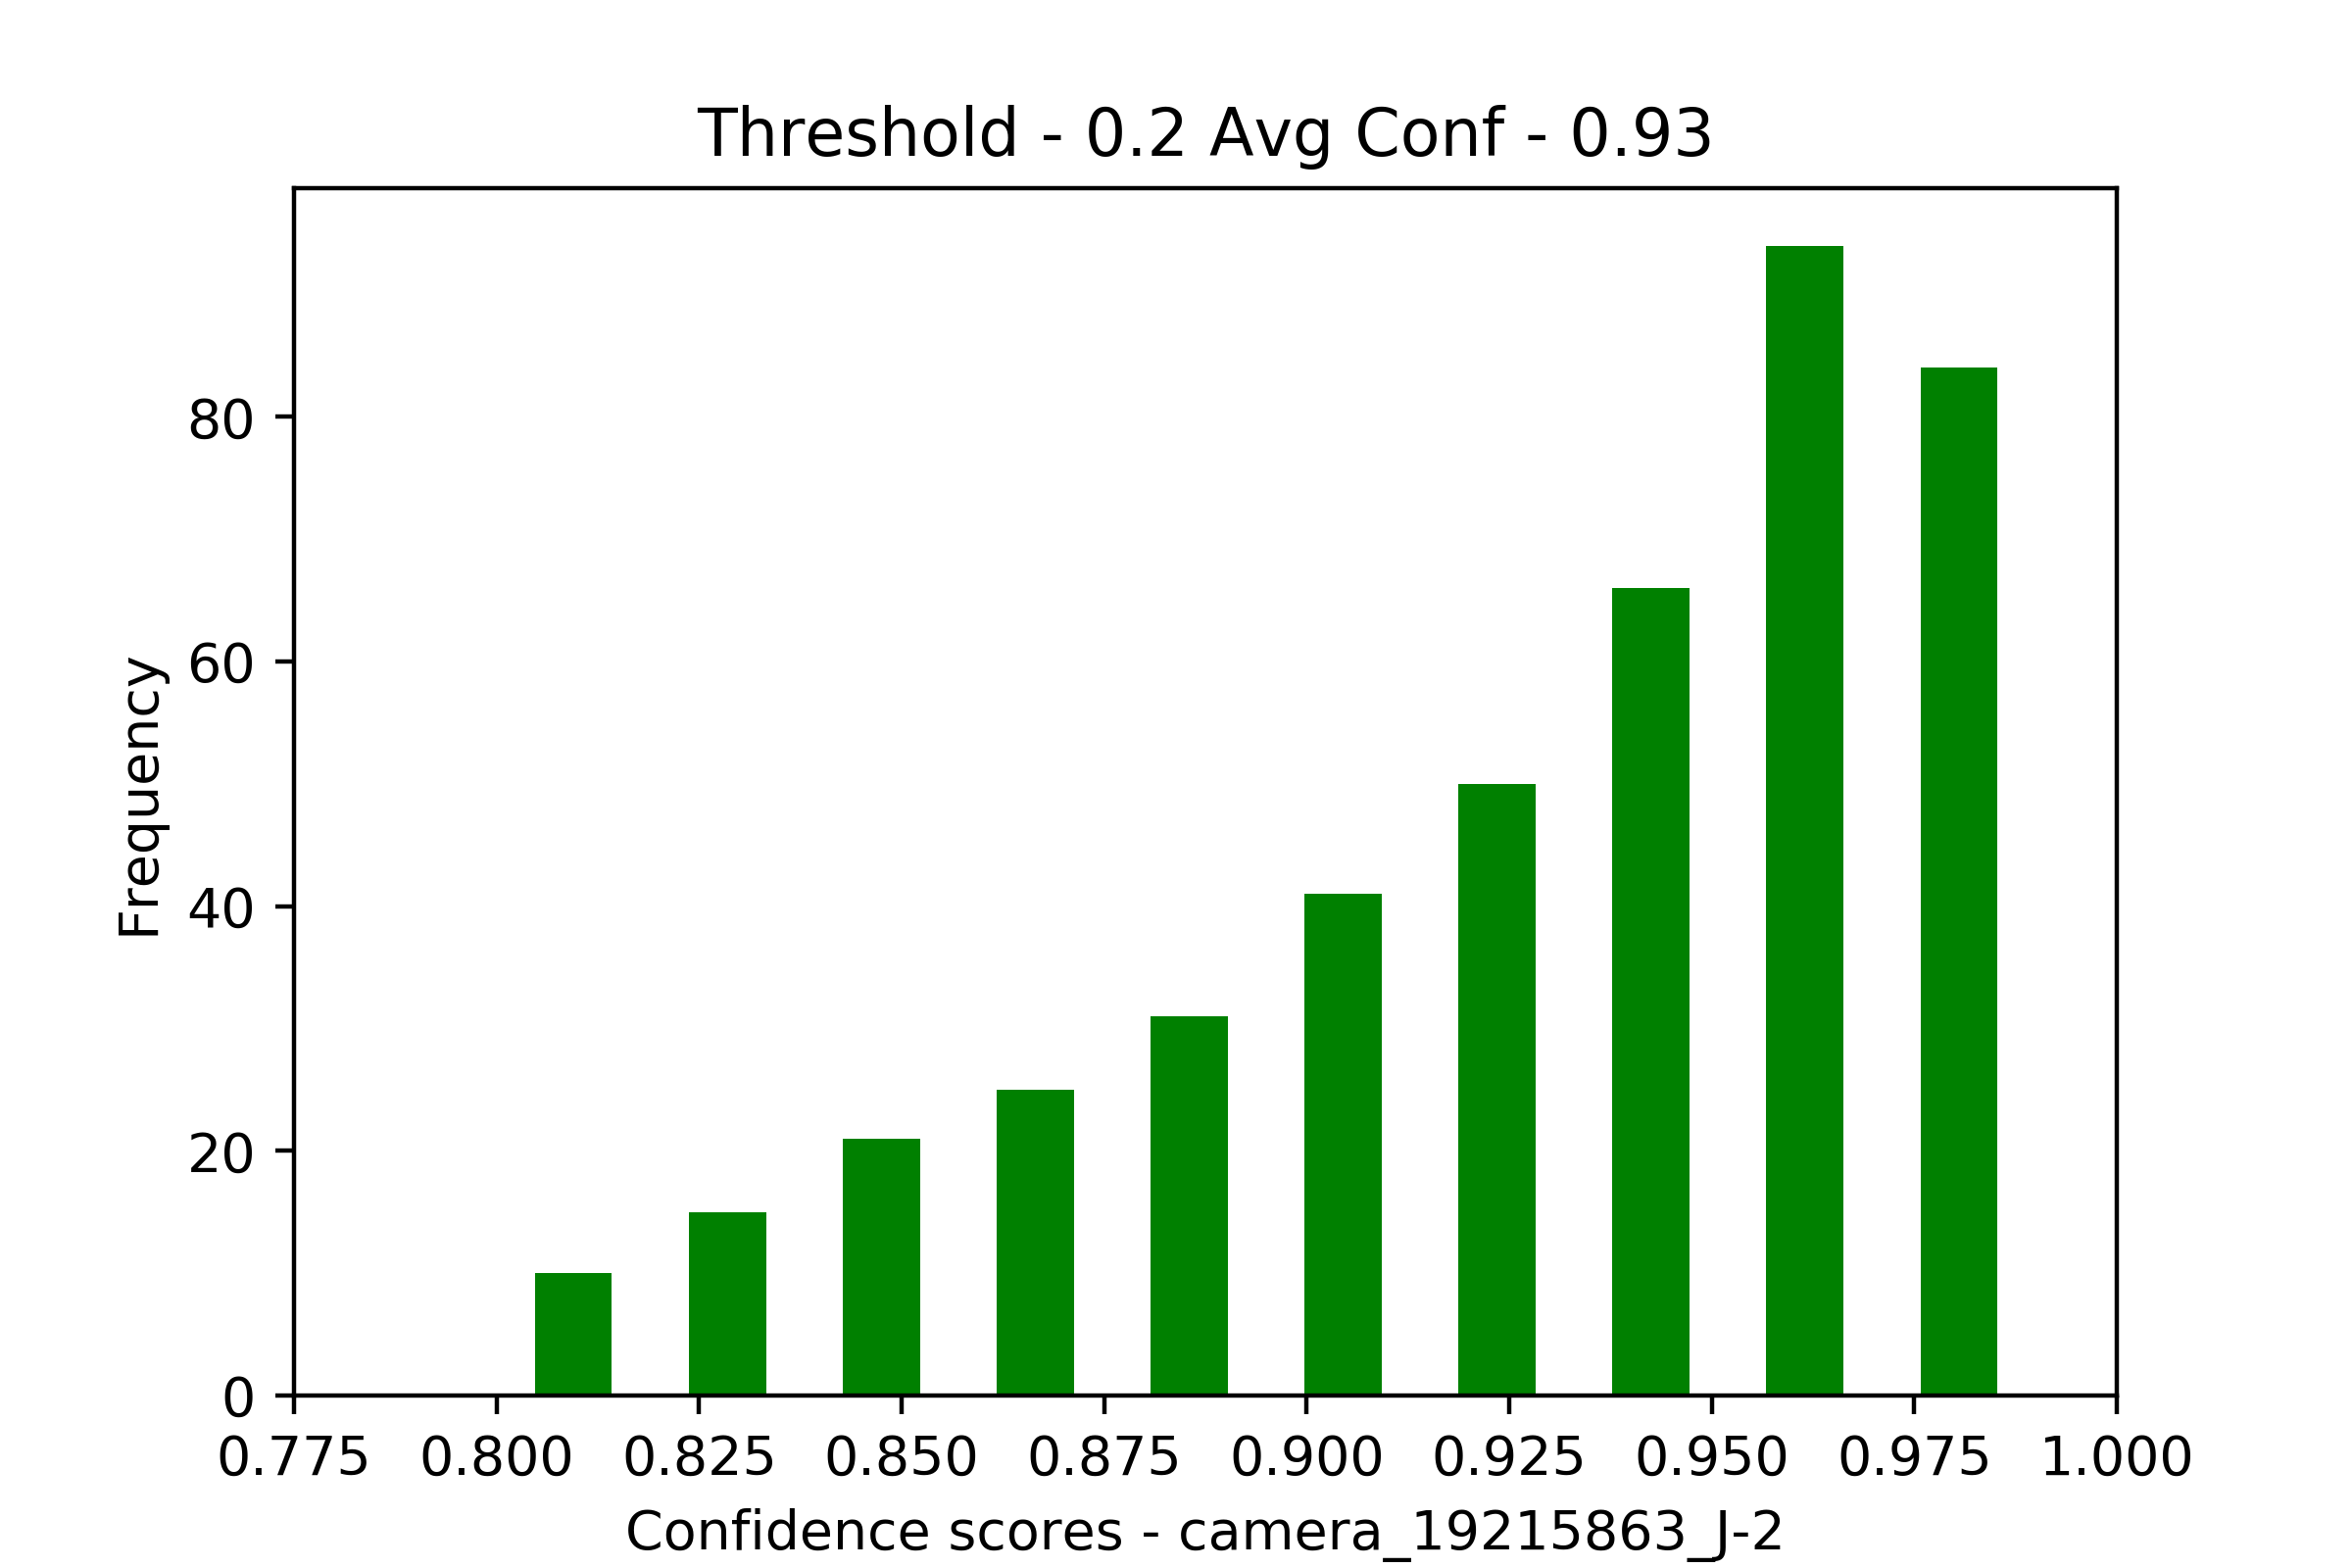 Threshold - 0.2 Avg Conf - 0.93
Frequency
80
60
40
20
0
0.775 0.800 0.825 0.850 0.875 0.900 0.925 0.950 0.975 1.000
Confidence scores - camera_19215863_J-2